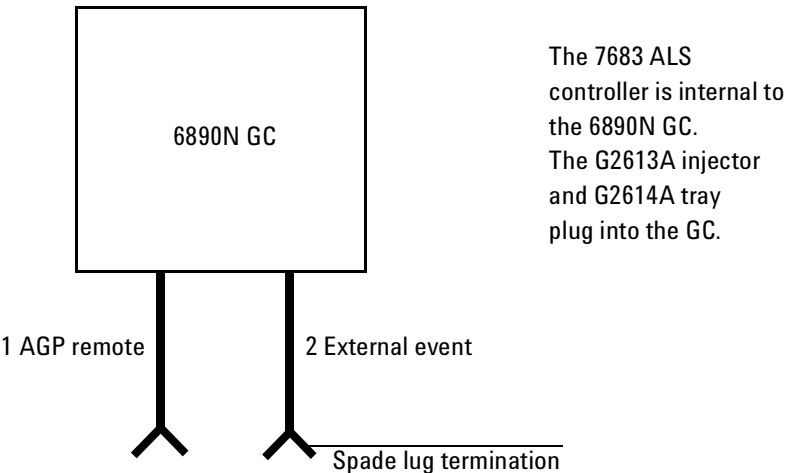 The 7683 ALS
controller is internal to
the 6890N GC.
The G2613A injector
and G2614A tray
plug into the GC.
6890N GC
1 AGP remote
2 External event
Spade lug termination